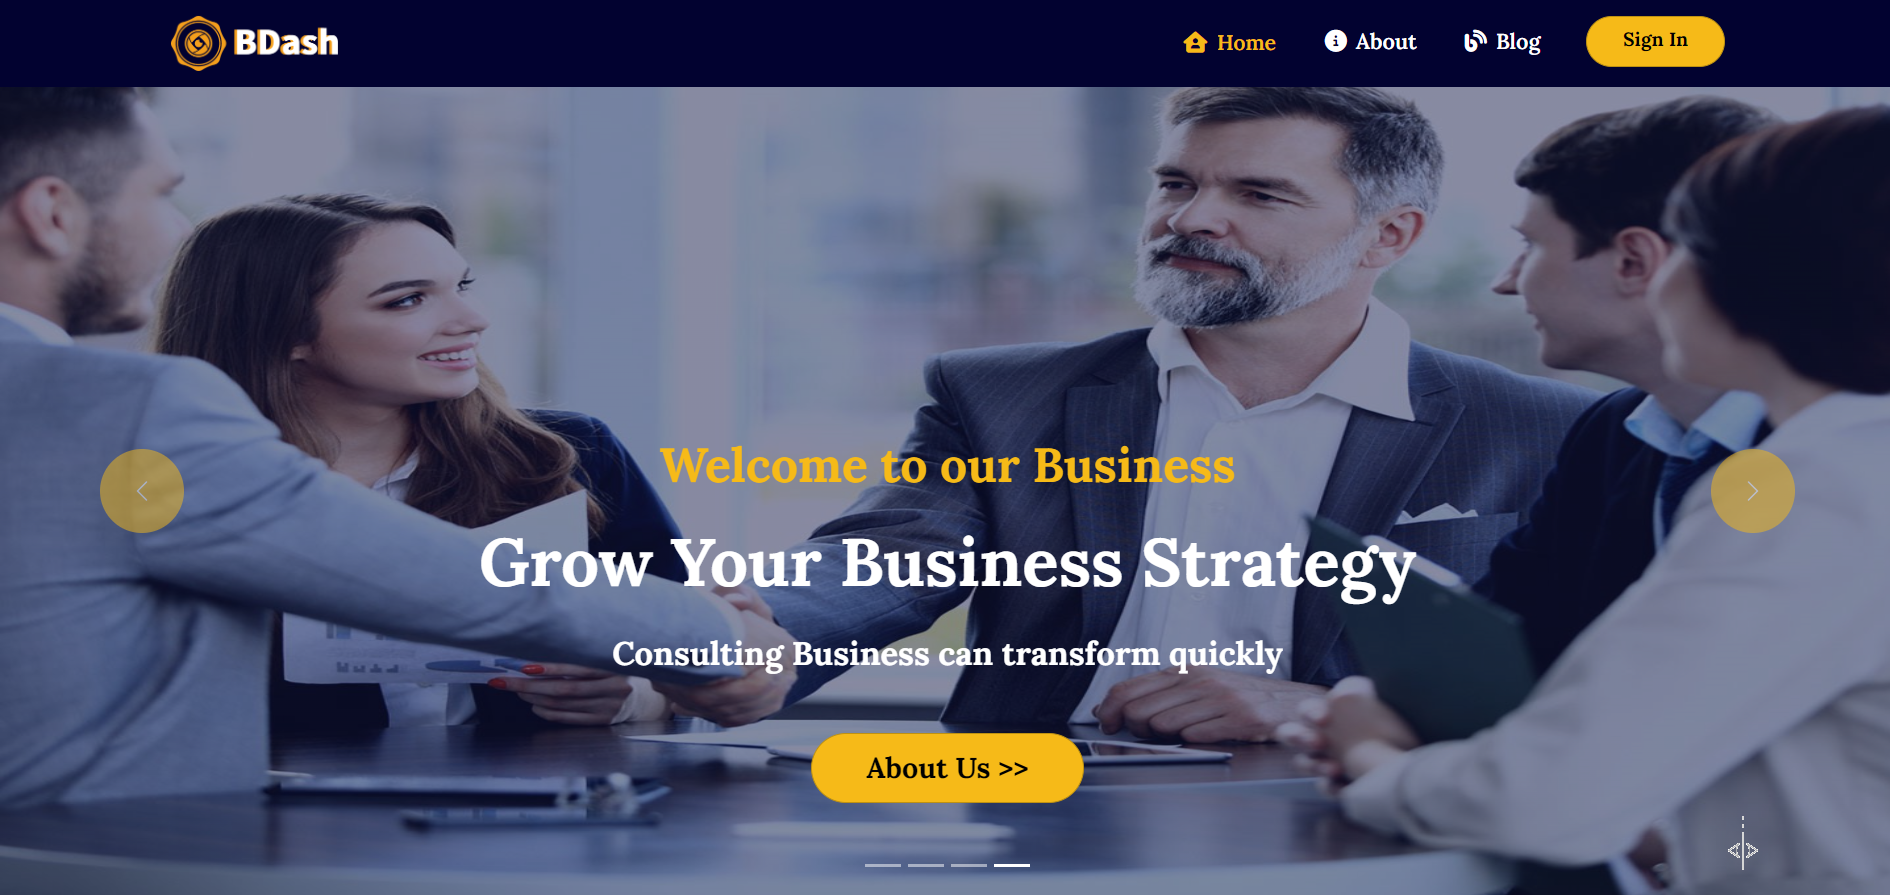 BDash
Home
About
Blog
Sign In
Welcome to our Business
Grow Your Business Strategy
Consulting Business can transform quickly
About Us >>